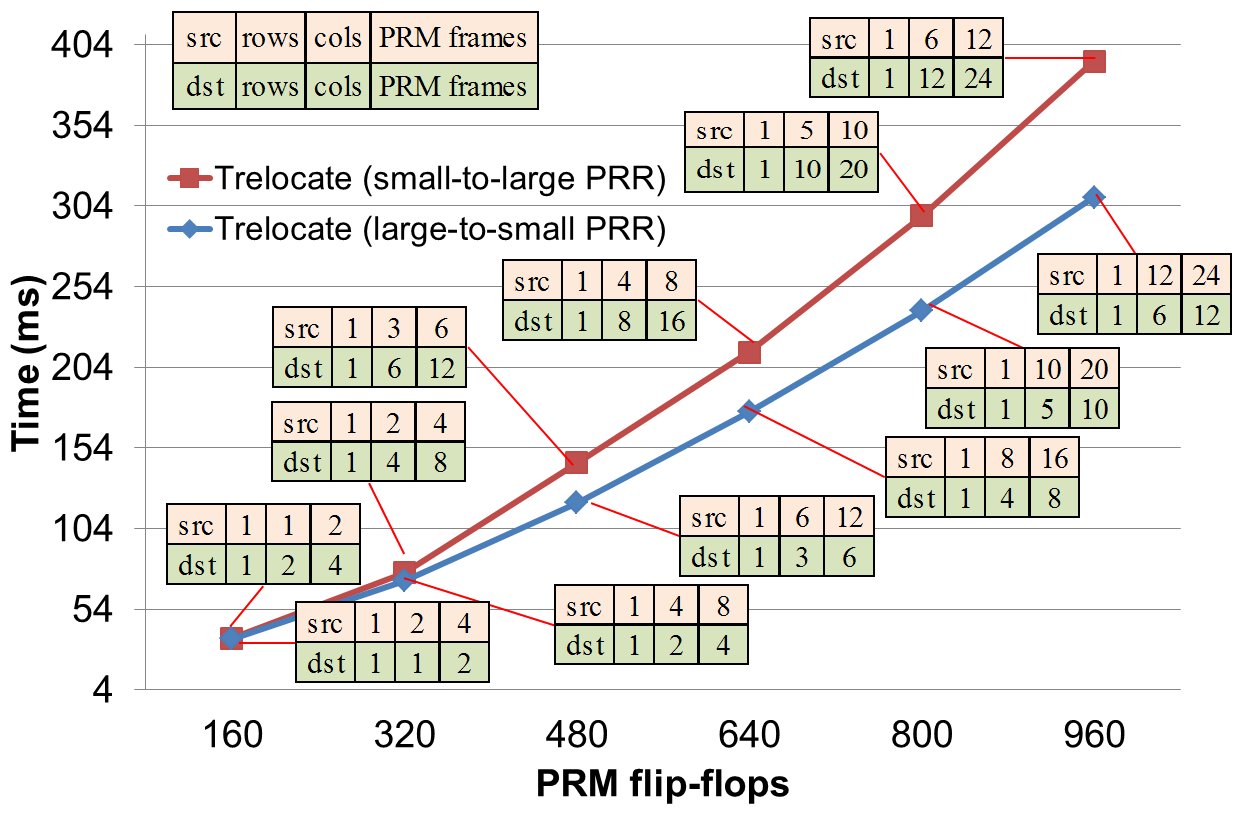 404
354
304
254
204
154
104
54
4
Time (ms)
src rows cols PRM frames
dst rows cols PRM frames
Trelocate (small-to-large PRR)
Trelocate (large-to-small PRR)
src 1 6 12
dst 1 12 24
src 1 5 10
dst 1 10 20
src 1 4 8
dst 1 8 16
src 1 12 24
dst 1 6 12
src 1 3 6
dst 1 6 12
src 1 10 20
dst 1 5 10
src 1 2 4
dst 1 4 8
src 1 8 16
dst 1 4 8
src 1 6 12
dst 1 3 6
src 1 1 2
dst 1 2 4
src 1 4 8
dst 1 2 4
src 1 2 4
dst 1 1 2
160 320 480 640 800 960
PRM flip-flops